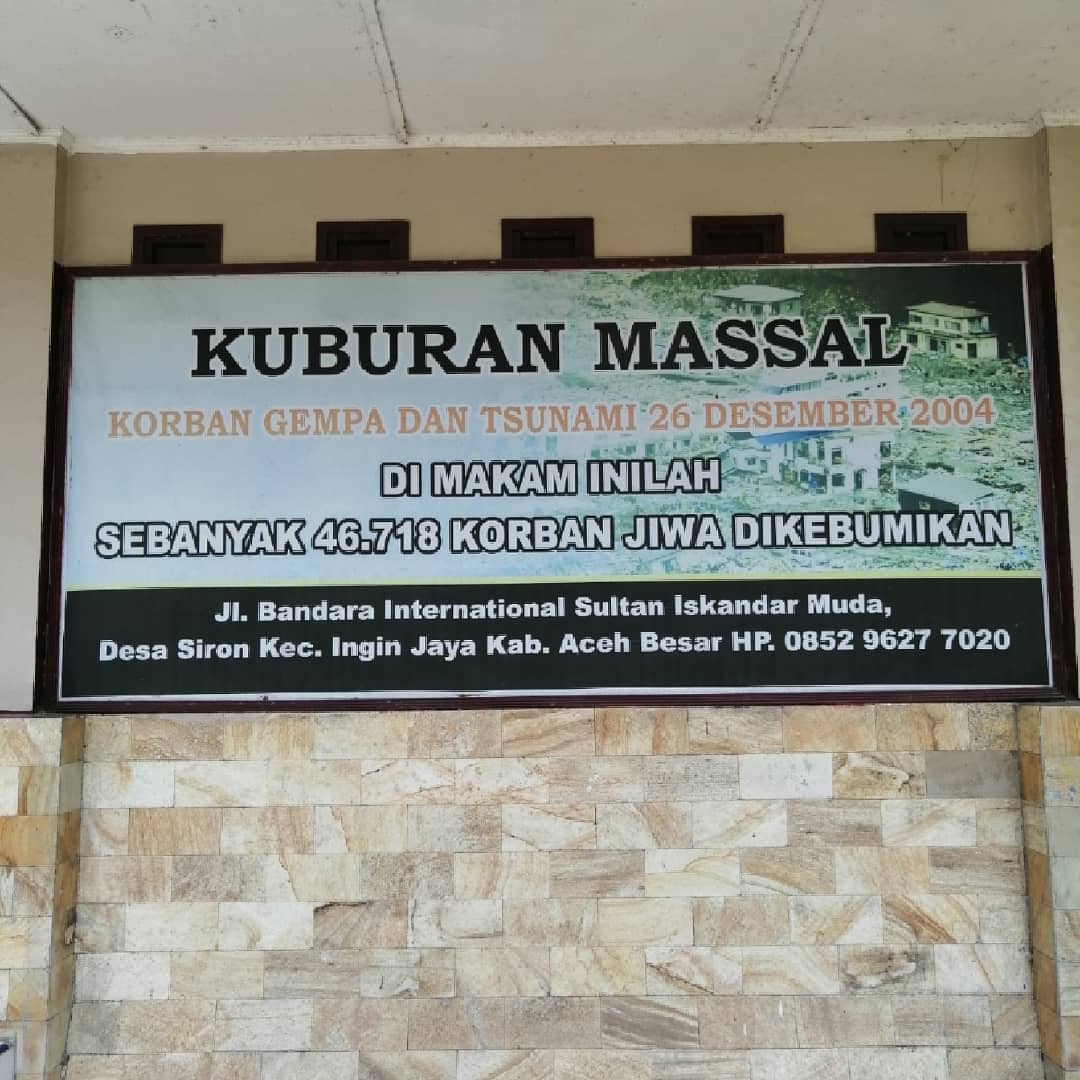 KUBURAN MASSAL
KORBAN GEMPA DAN TSUNAMI 26 DESEMBER 2004
DI MAKAM INILAH
SEBANYAK 46.718 KORBAN JIWA DIKEBUMIKAN
Jl. Bandara International Sultan Iskandar Muda,
Desa Siron Kec. Ingin Jaya Kab. Aceh Besar HP. 0852 9627 7020